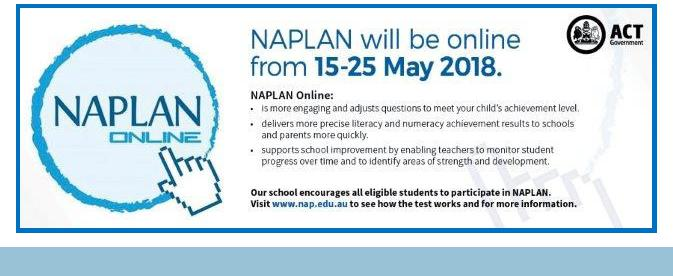 NAPLAN
ONLINE
NAPLAN will be online
from 15-25 May 2018.
ACT
Government
NAPLAN Online:
• is more engaging and adjusts questions to meet your child's achievement level.
• delivers more precise literacy and numeracy achievement results to schools
and parents more quickly.
• supports school improvement by enabling teachers to monitor student
progress over time and to identify areas of strength and development.
Our school encourages all eligible students to participate in NAPLAN.
Visit www.nap.edu.au to see how the test works and for more information.